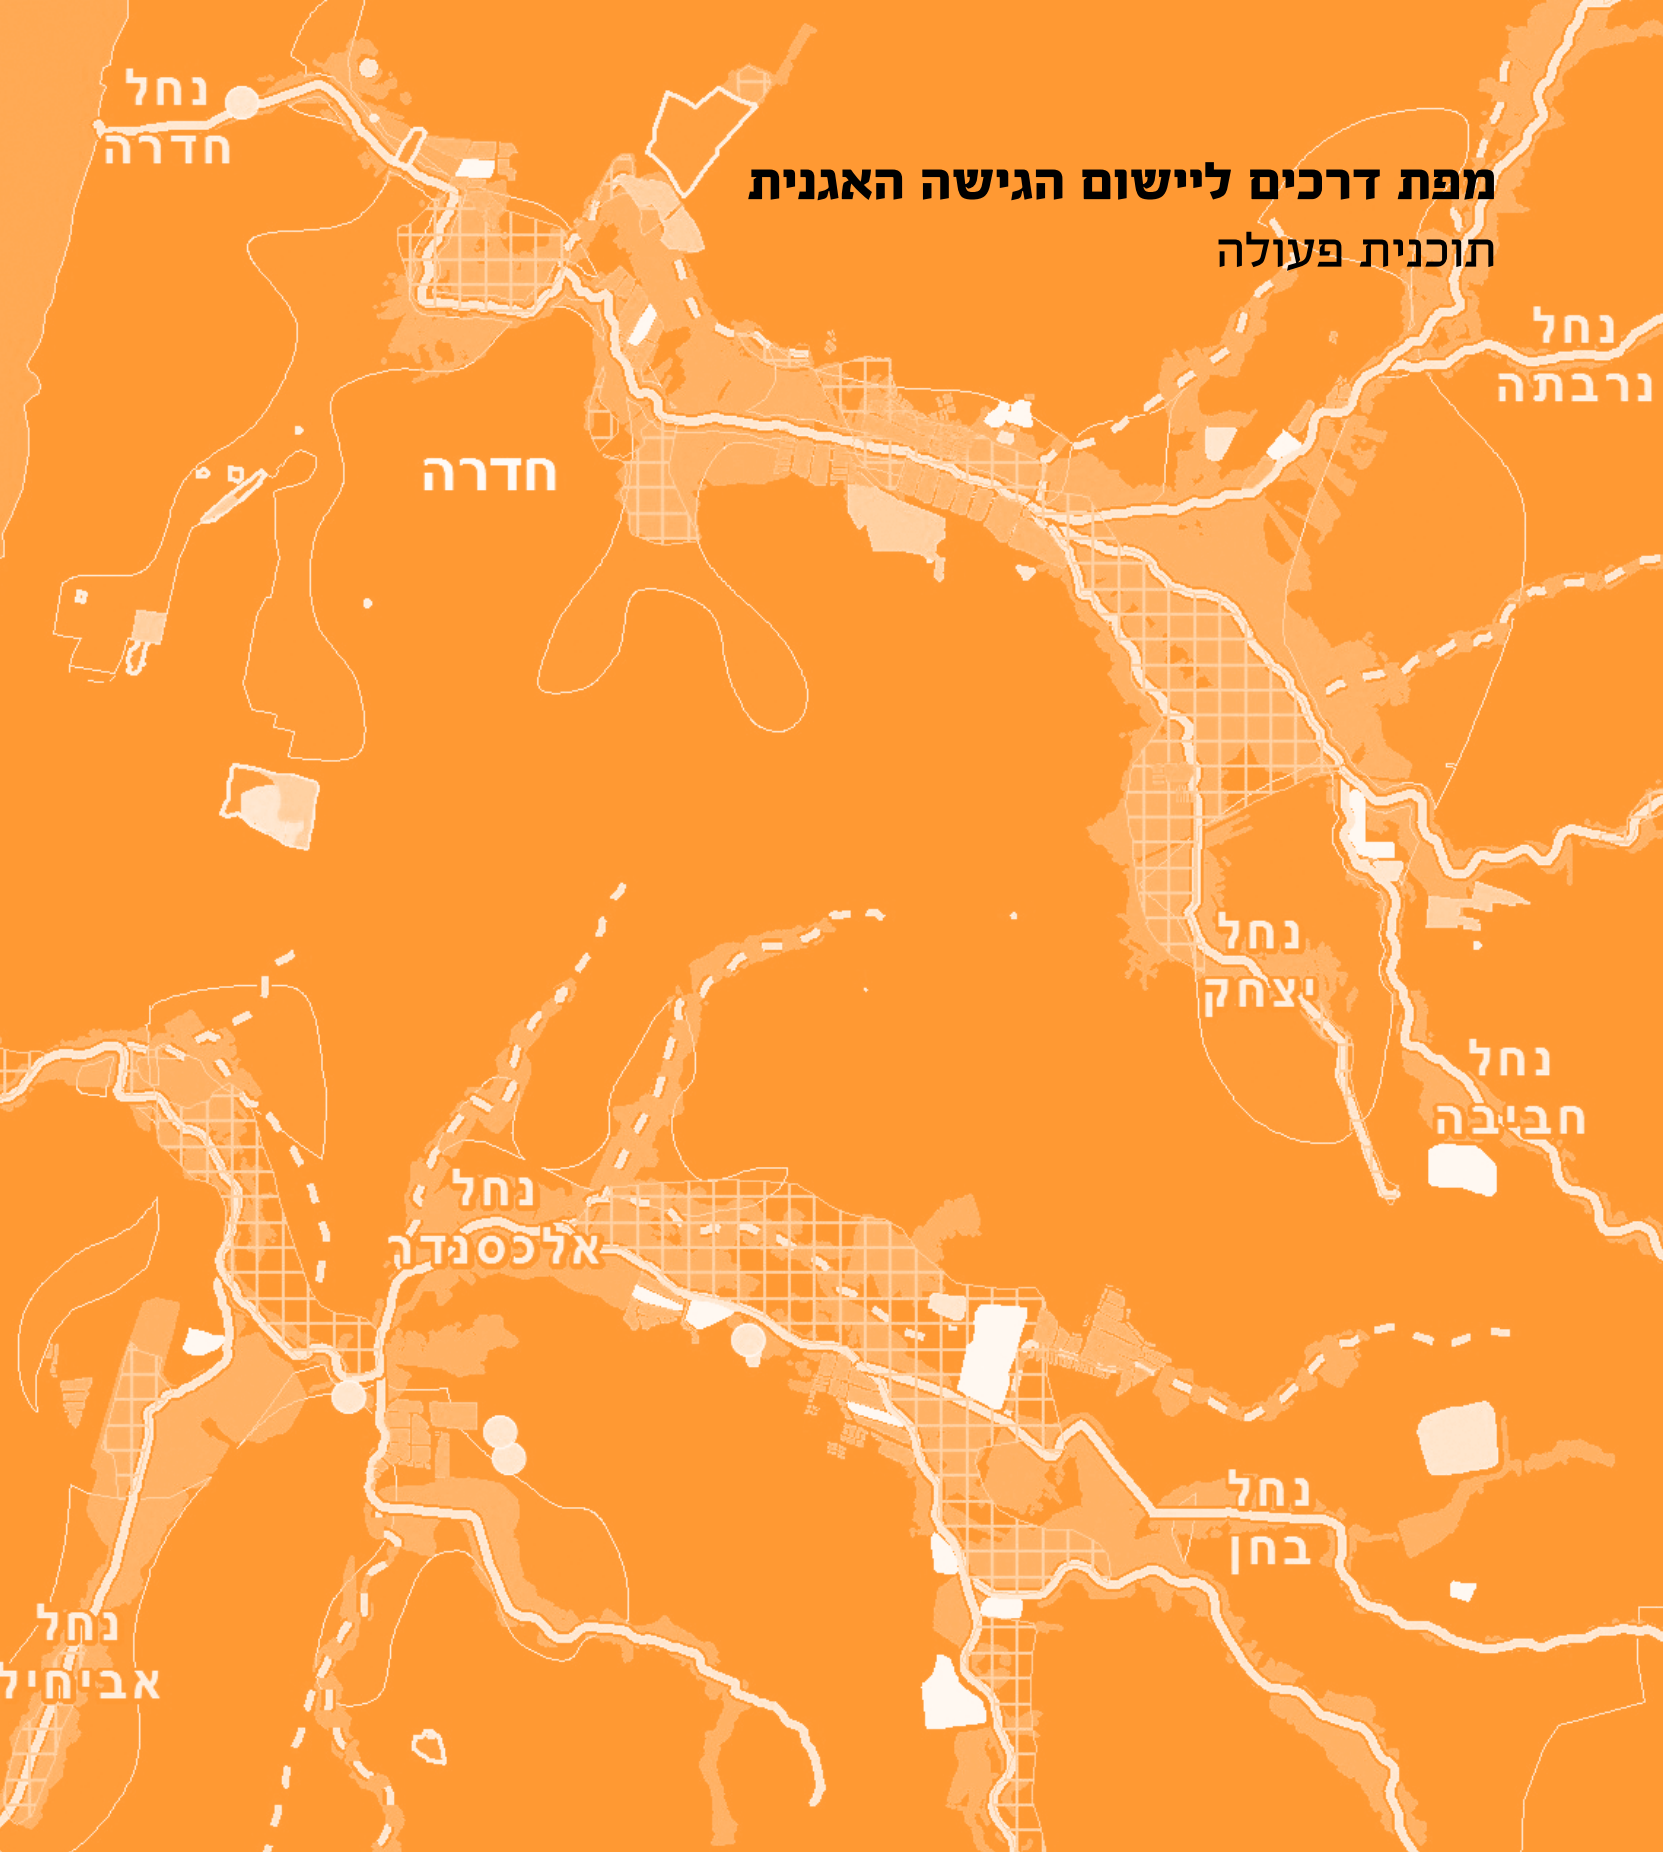 נחל
חדרה
מפת דרכים ליישום הגישה האגנית
תוכנית פעולה
נחל
נרבתה
חדרה
נחל
יצחק
נחל
חביבה
נחל
אלכסנדר
נחל
בחן
נחל
אביחיל